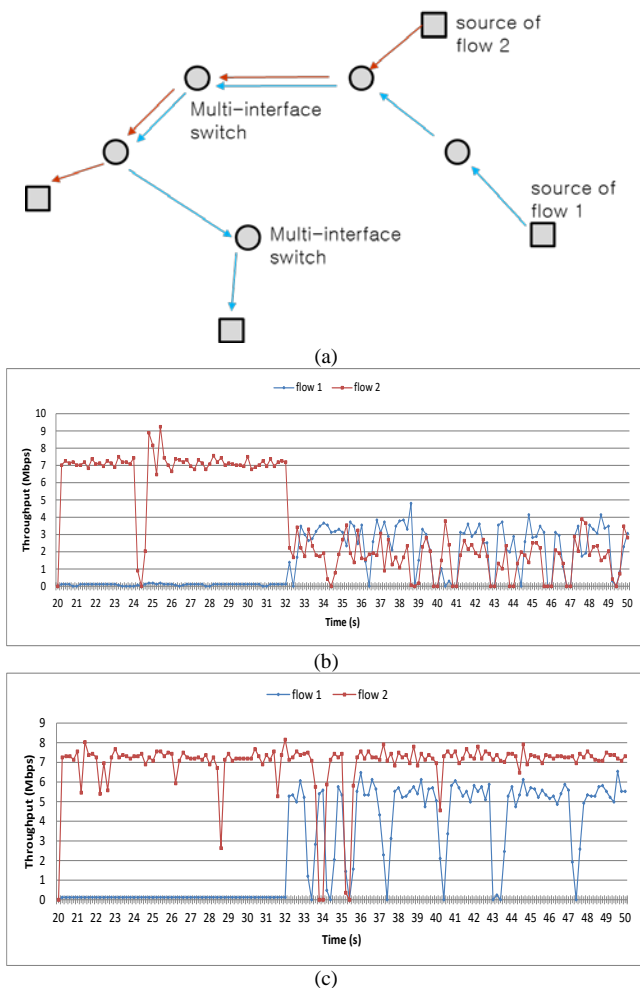 source of
flow 2
Multi-interface
switch
source of
flow 1
Multi-interface
switch
(a)
flow 1 flow 2
Throughput (Mbps)
10
9
8
7
6
5
4
3
2
1
0
20 21 22 23 24 25 26 27 28 29 30 31 32 33 34 35 36 37 38 39 40 41 42 43 44 45 46 47 48 49 50
Time (s)
(b)
flow 1 flow 2
Throughput (Mbps)
9
8
7
6
5
4
3
2
1
0
20 21 22 23 24 25 26 27 28 29 30 31 32 33 34 35 36 37 38 39 40 41 42 43 44 45 46 47 48 49 50
Time (s)
(c)